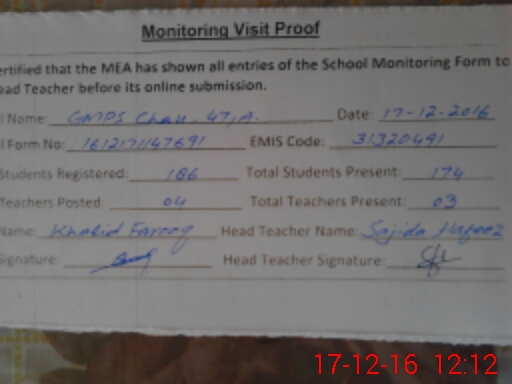 Monitoring Visit Proof
ertified that the MEA has shown all entries of the School Monitoring Form to
ead Teacher before its online submission.
l Name: GMPS Chak. 47/A. Date: 17-12-2016
l Form No: 1612171147691 EMIS Code: 31320491
Students Registered: 186 Total Students Present: 174
Teachers Posted: 04 Total Teachers Present: 03
Name: Khalid Farooq Head Teacher Name: Sajida Hafeez
Signature: Head Teacher Signature:
17-12-16 12:12